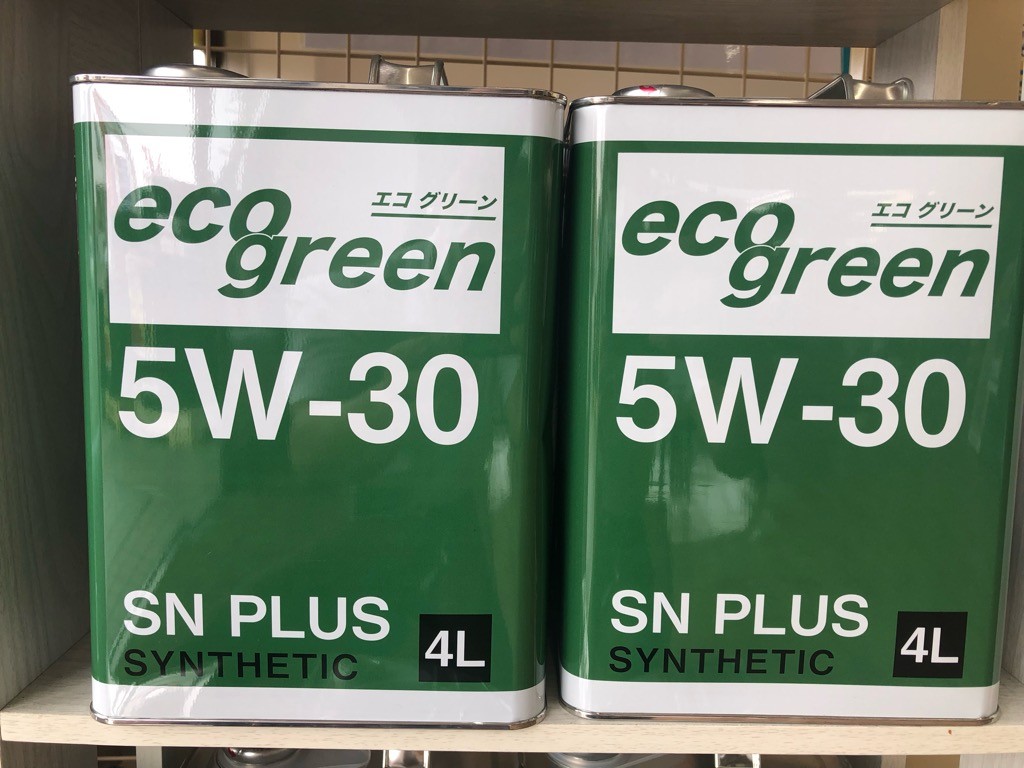 eco
エコ グリーン
green
5W-30
SN PLUS
SYNTHETIC
4L
eco
エコ グリーン
green
5W-30
SN PLUS
SYNTHETIC
4L